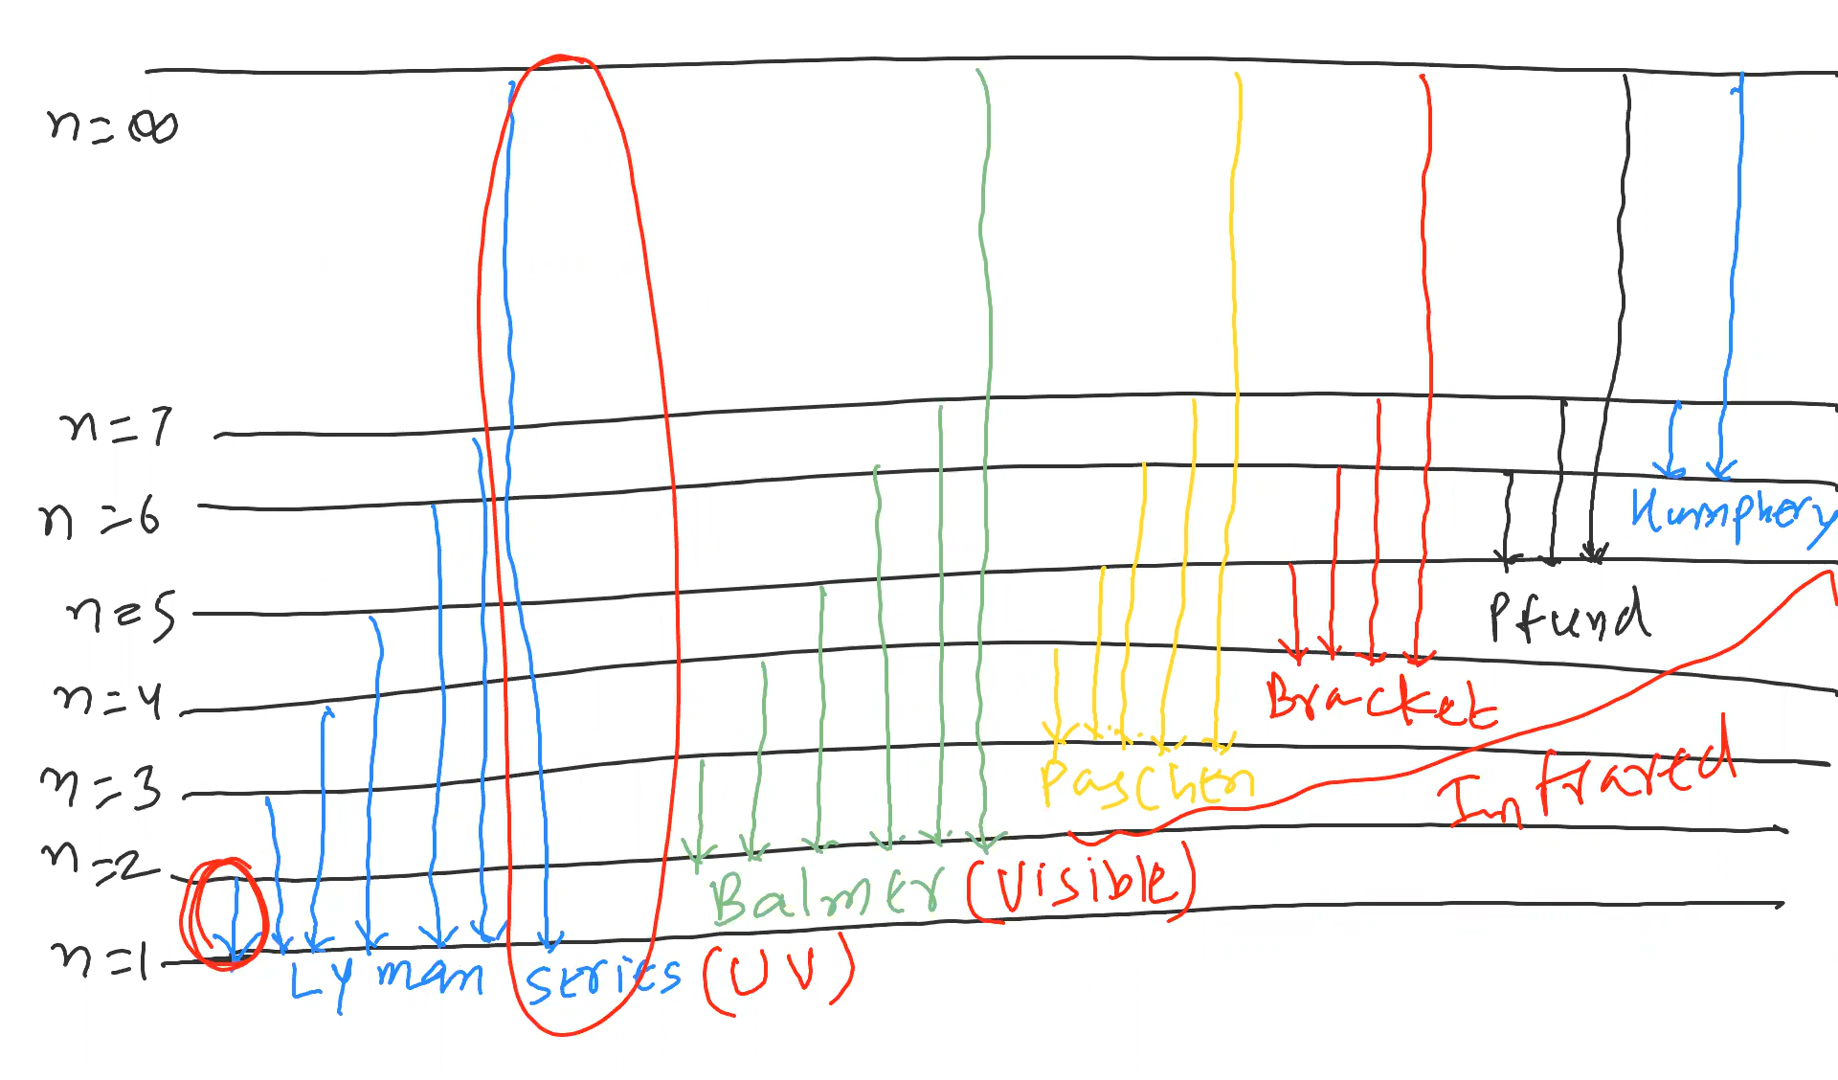 n=∞
n=7
n=6
Humphery
n=5
Pfund
n=4
Bracket
n=3
Paschen
Infrared
n=2
Balmer (Visible)
n=1
Lyman series (UV)